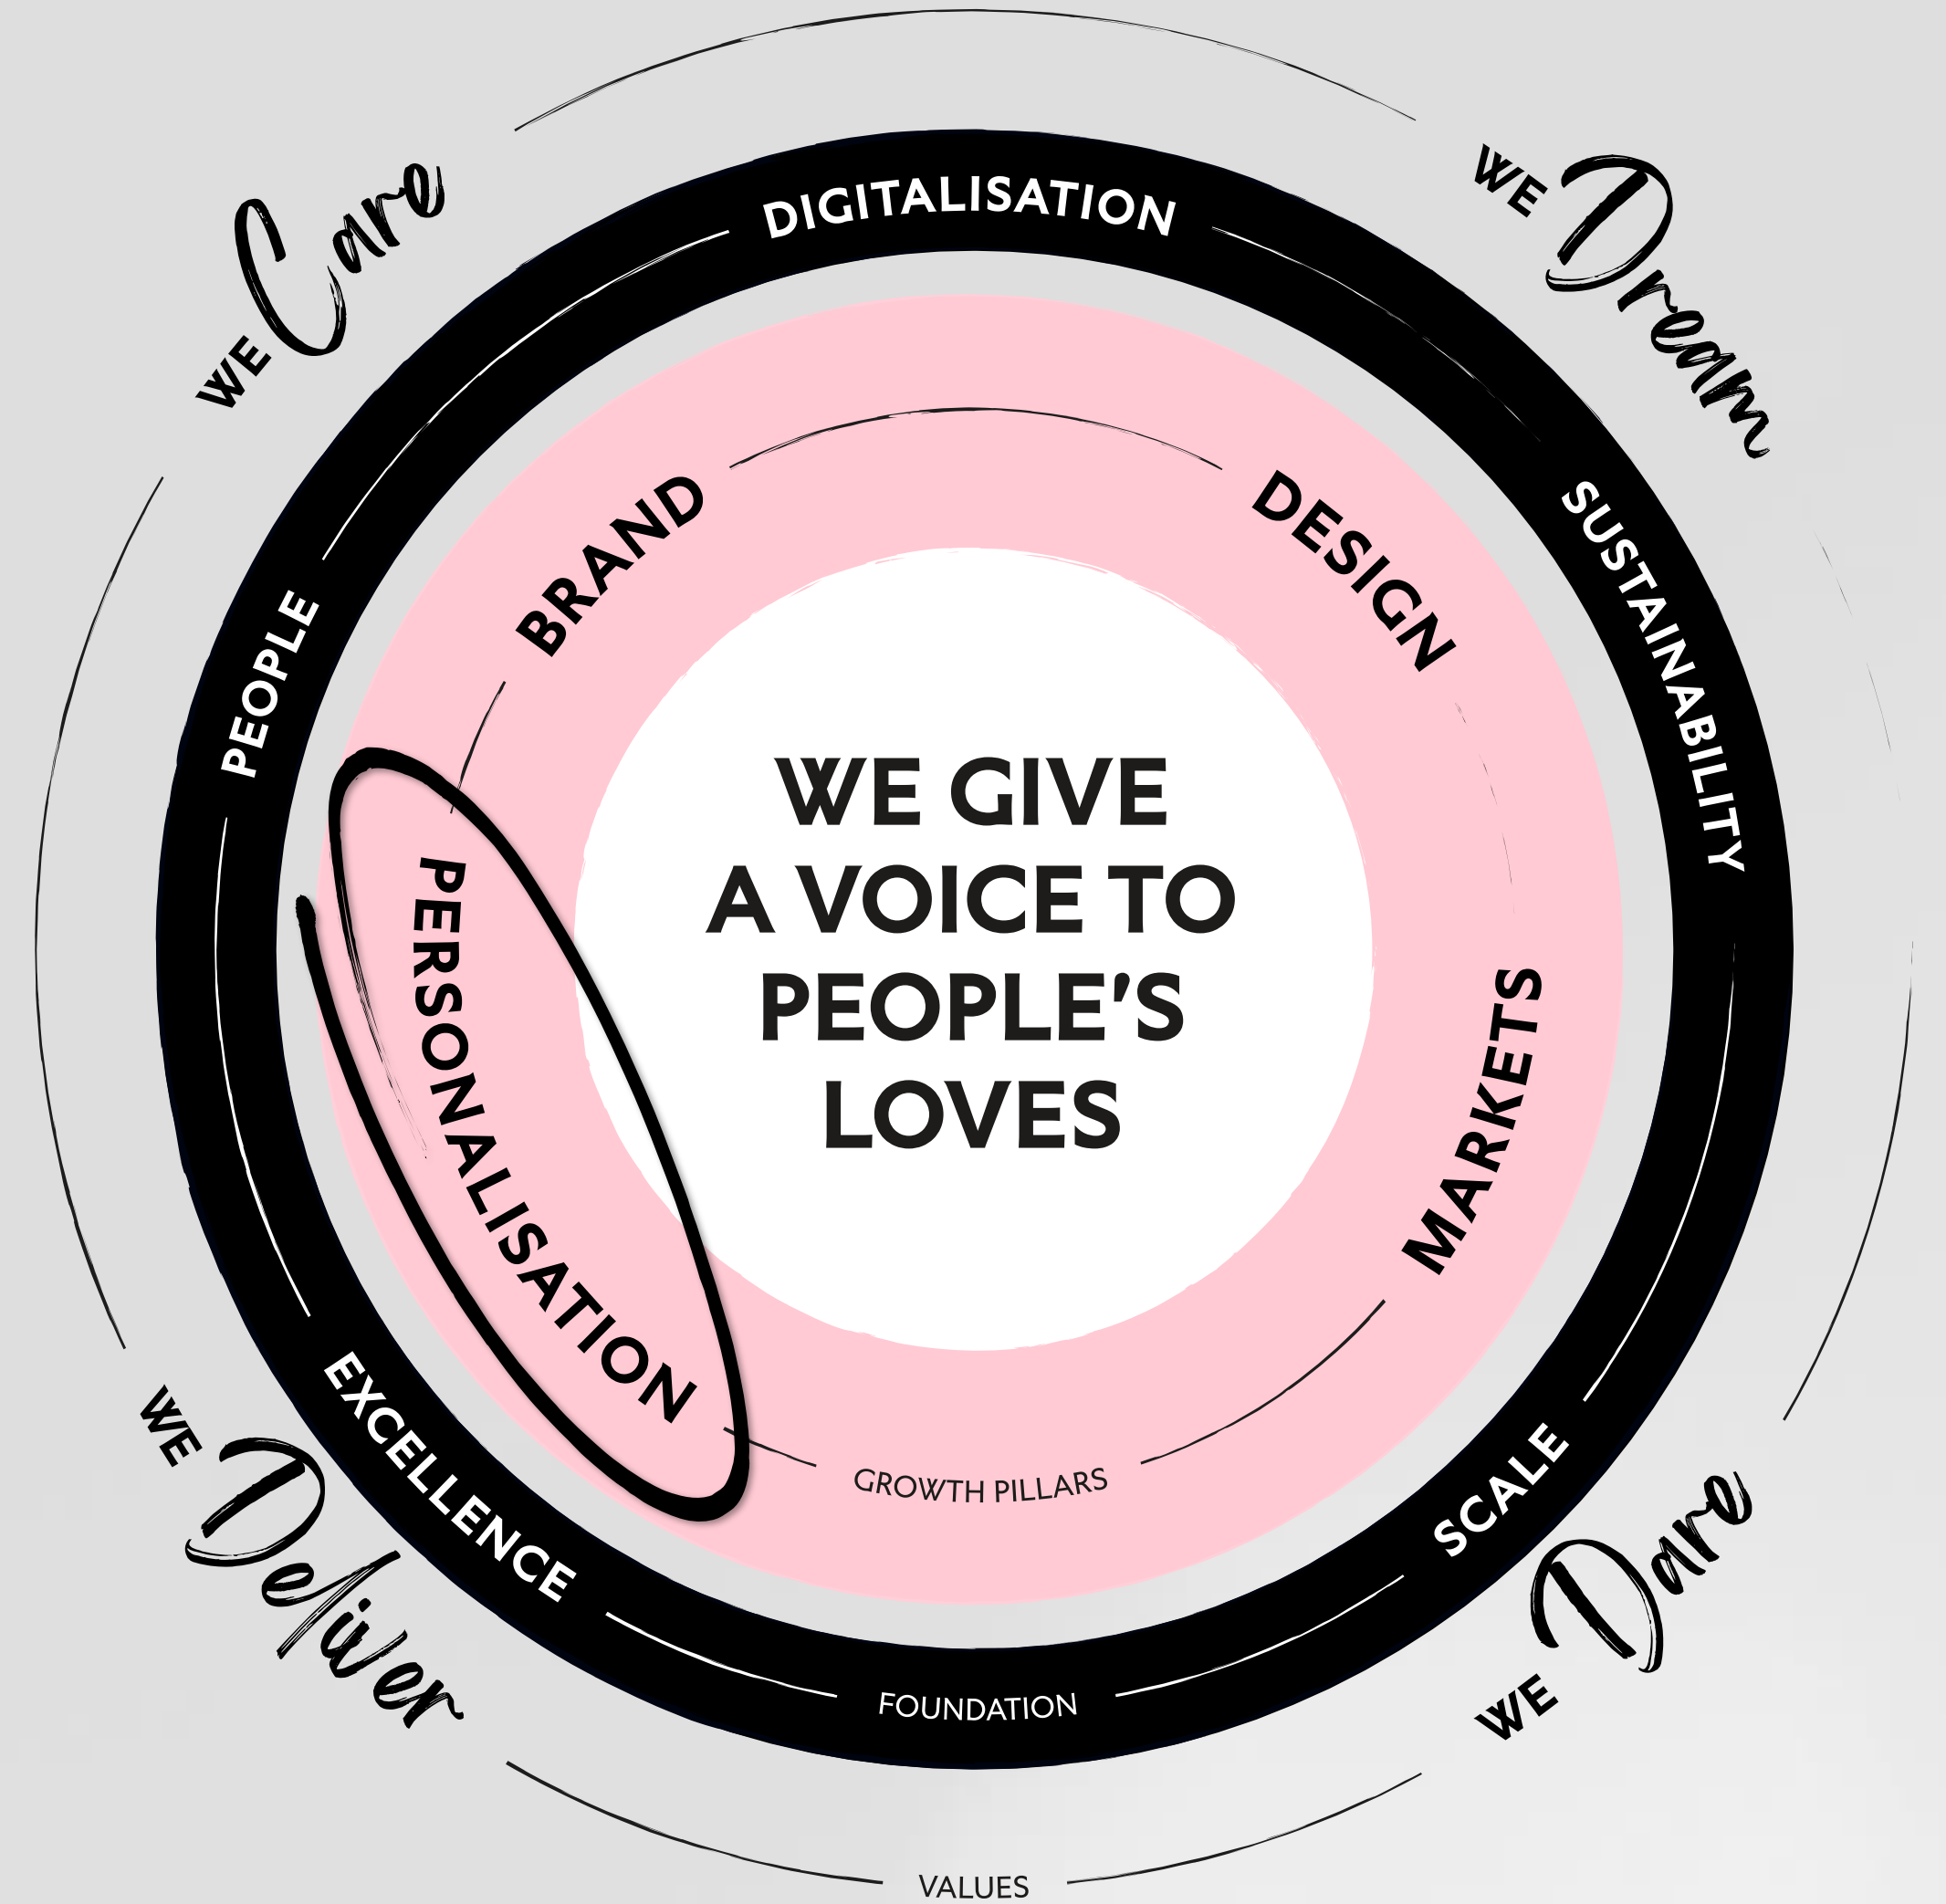 WE Care
WE Dream
DIGITALISATION
PEOPLE
SUSTAINABILITY
BRAND
DESIGN
WE GIVE
A VOICE TO
PEOPLE'S
LOVES
PERSONALISATION
MARKETS
GROWTH PILLARS
EXCELLENCE
SCALE
FOUNDATION
WE Deliver
WE Dare
VALUES